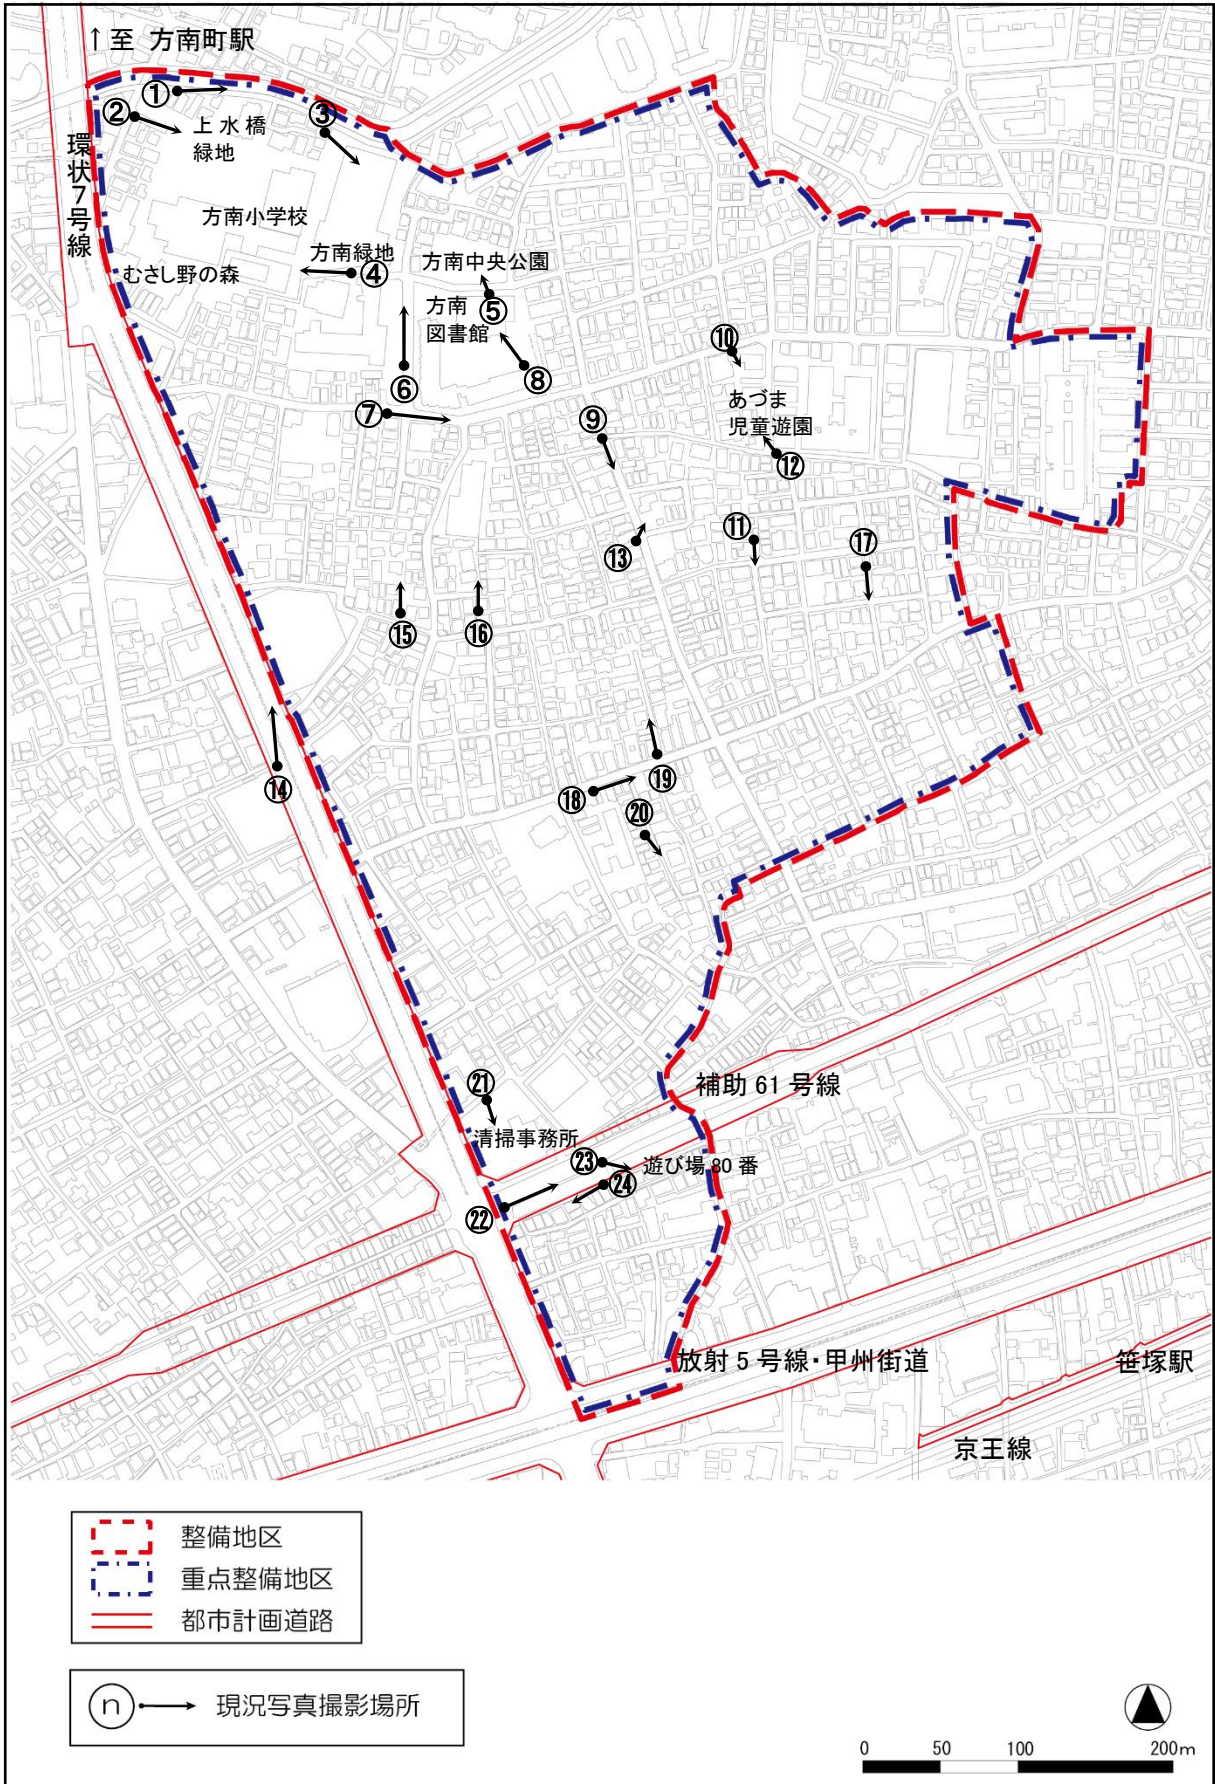 ↑至 方南町駅
①
②
③
上水橋
緑地
環状7号線
方南小学校
方南緑地
④
むさし野の森
方南中央公園
⑤
方南
図書館
⑥
⑦
⑧
⑨
⑩
あづま
児童遊園
⑫
⑪
⑬
⑰
⑮
⑯
⑭
⑲
⑱
⑳
補助61号線
㉑
清掃事務所
㉓
遊び場80番
㉔
㉒
放射5号線・甲州街道
笹塚駅
京王線
整備地区
重点整備地区
都市計画道路
n 現況写真撮影場所
0 50 100 200m